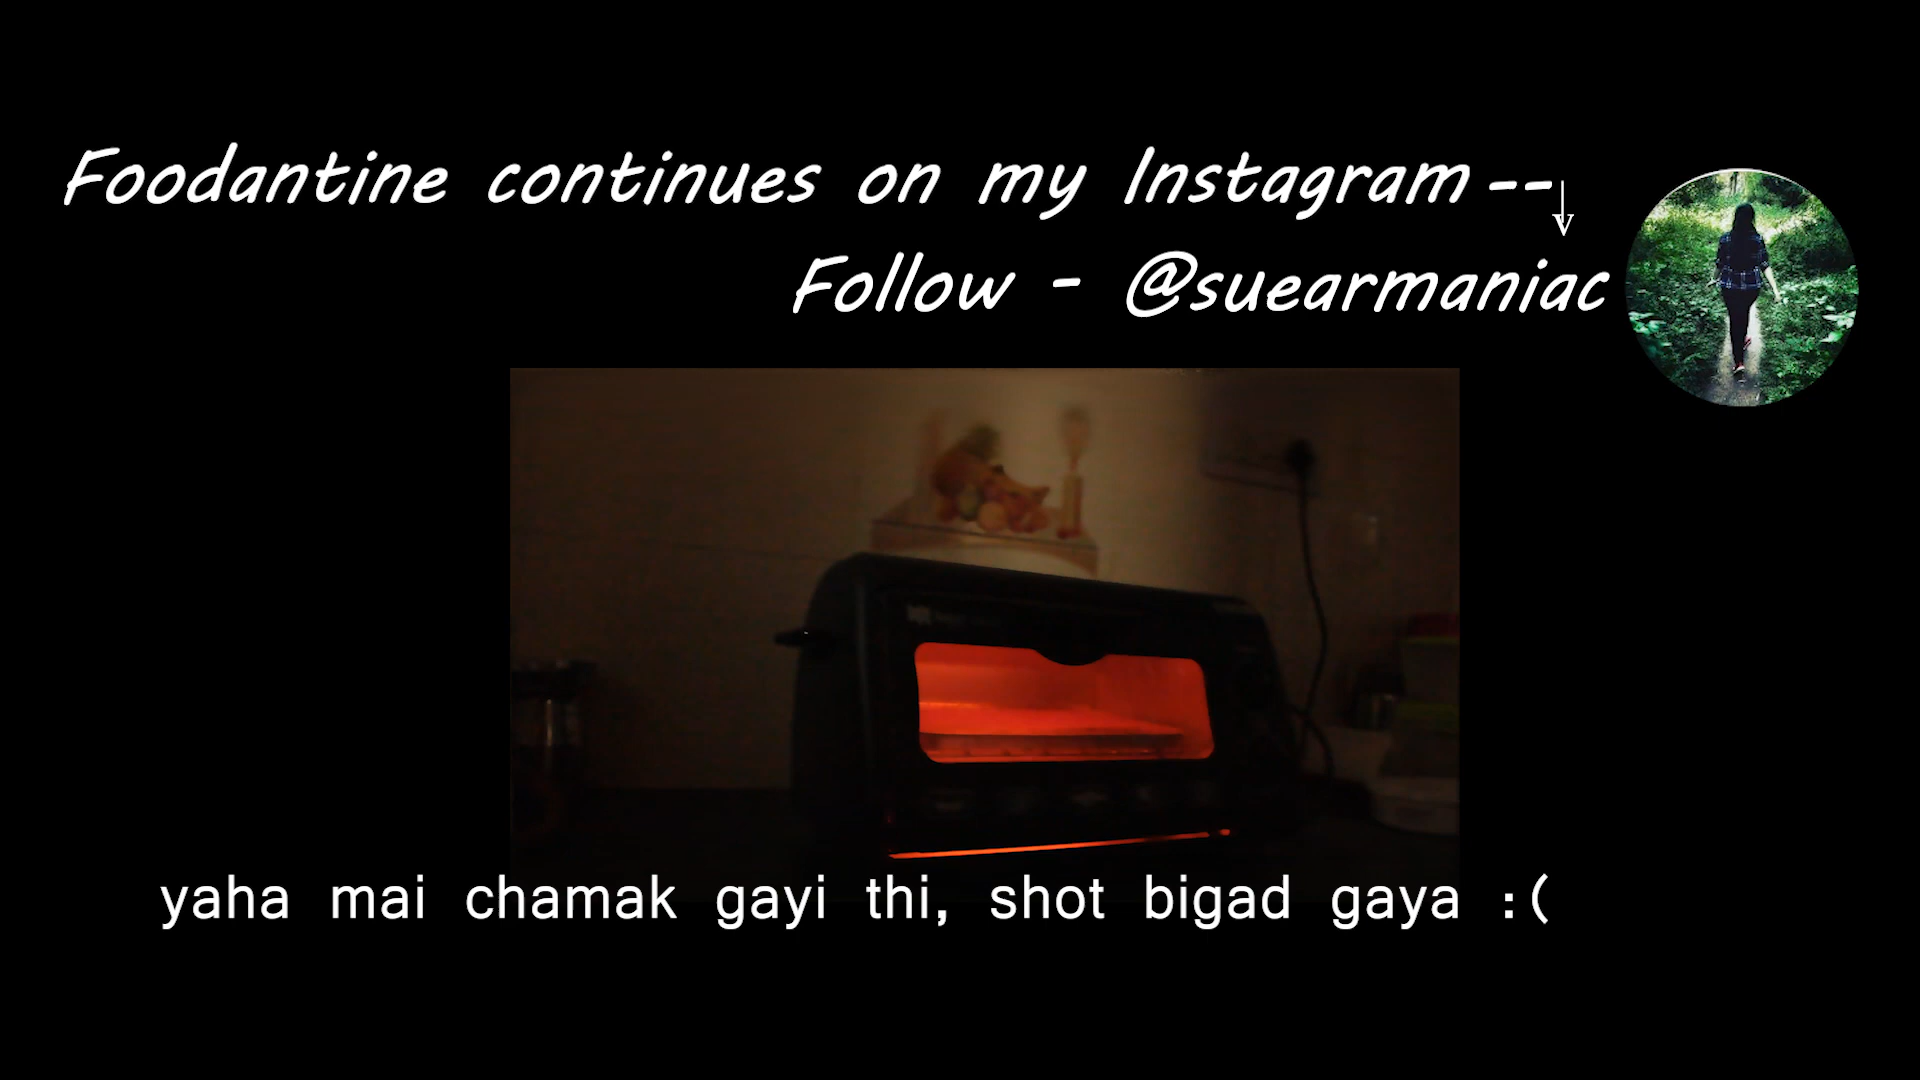 Foodantine continues on my Instagram --
Follow - @suearmaniac
yaha mai chamak gayi thi, shot bigad gaya :(